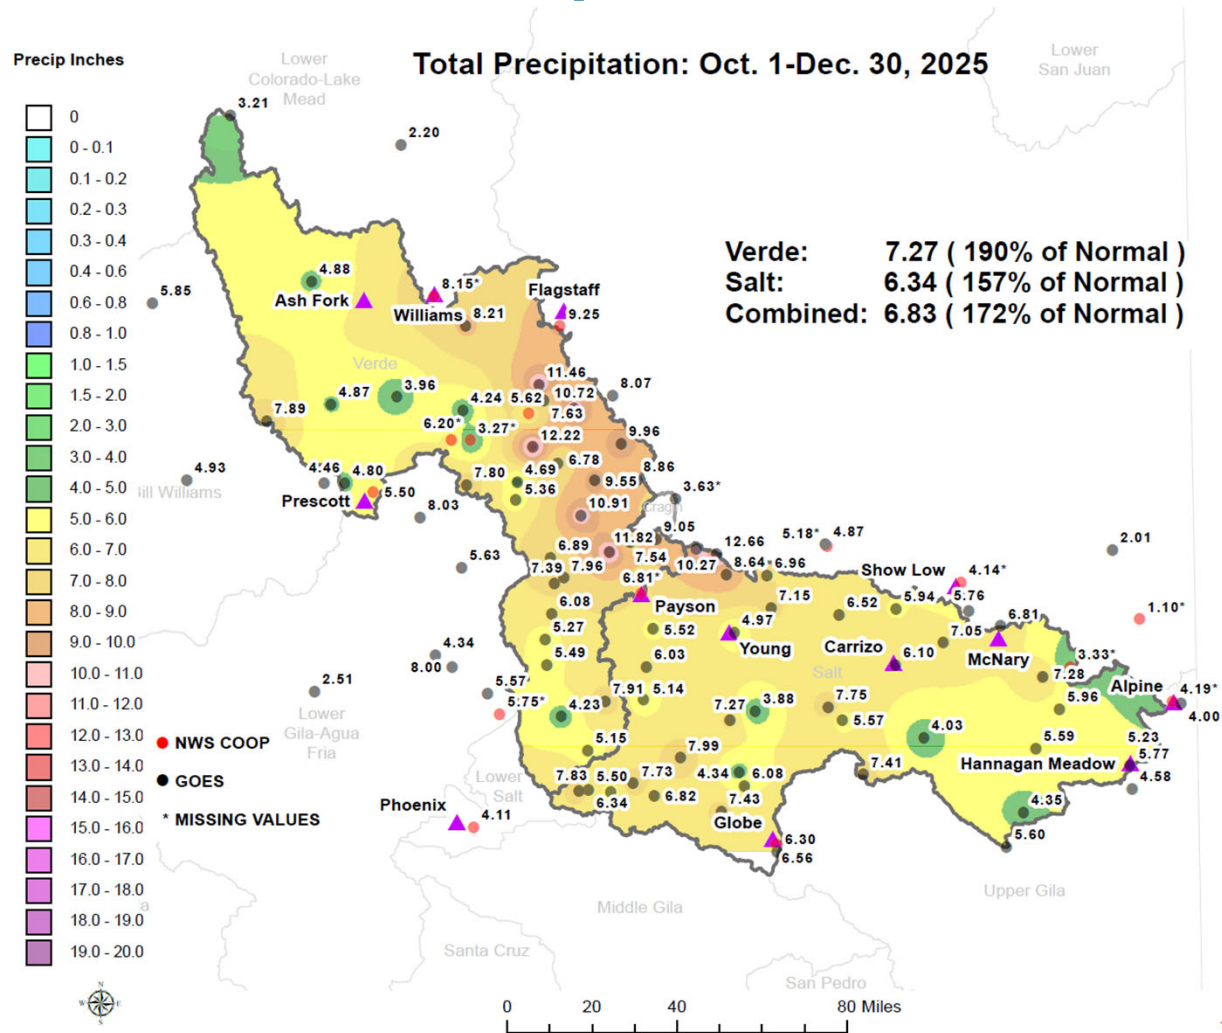 Total Precipitation: Oct. 1-Dec. 30, 2025
Precip Inches
0
0 - 0.1
0.1 - 0.2
0.2 - 0.3
0.3 - 0.4
0.4 - 0.6
0.6 - 0.8
0.8 - 1.0
1.0 - 1.5
1.5 - 2.0
2.0 - 3.0
3.0 - 4.0
4.0 - 5.0
5.0 - 6.0
6.0 - 7.0
7.0 - 8.0
8.0 - 9.0
9.0 - 10.0
10.0 - 11.0
11.0 - 12.0
12.0 - 13.0
13.0 - 14.0
14.0 - 15.0
15.0 - 16.0
16.0 - 17.0
17.0 - 18.0
18.0 - 19.0
19.0 - 20.0
Verde: 7.27 ( 190% of Normal )
Salt: 6.34 ( 157% of Normal )
Combined: 6.83 ( 172% of Normal )
Lower
Colorado-Lake
Mead
Lower
San Juan
3.21
2.20
4.88
5.85
Ash Fork
8.15*
Williams
8.21
Flagstaff
9.25
Verde
11.46
8.07
3.96
4.24
5.62
10.72
4.87
7.63
7.89
6.20*
3.27*
12.22
9.96
6.78
4.93
4.46
4.80
7.80
4.69
9.55
8.86
ill Williams
Prescott
5.50
5.36
3.63*
Cragin
8.03
10.91
9.05
5.18*
4.87
2.01
5.63
6.89
11.82
12.66
7.39
7.96
7.54
10.27
8.64*
6.96
Show Low
4.14*
6.81*
Payson
5.94
5.76
1.10*
6.08
7.15
6.52
6.81
5.27
5.52
4.97
Young
Carrizo
7.05
McNary
4.34
8.00
5.49
6.03
6.10
3.33*
Salt
7.28
Alpine
4.19*
4.00
2.51
5.57
5.75*
7.91
5.14
3.88
7.75
5.96
Lower
Gila-Agua
Fria
4.23
7.27
5.57
4.03
5.15
5.59
5.23
7.99
Hannagan Meadow
5.77
4.58
7.83
5.50
7.73
4.34
6.08
7.41
Lower
Salt
6.34
6.82
7.43
4.35
Phoenix
4.11
Globe
6.30
6.56
5.60
NWS COOP
GOES
* MISSING VALUES
Upper Gila
a
Middle Gila
Santa Cruz
San Pedro
N
W
E
S
0 20 40 80 Miles